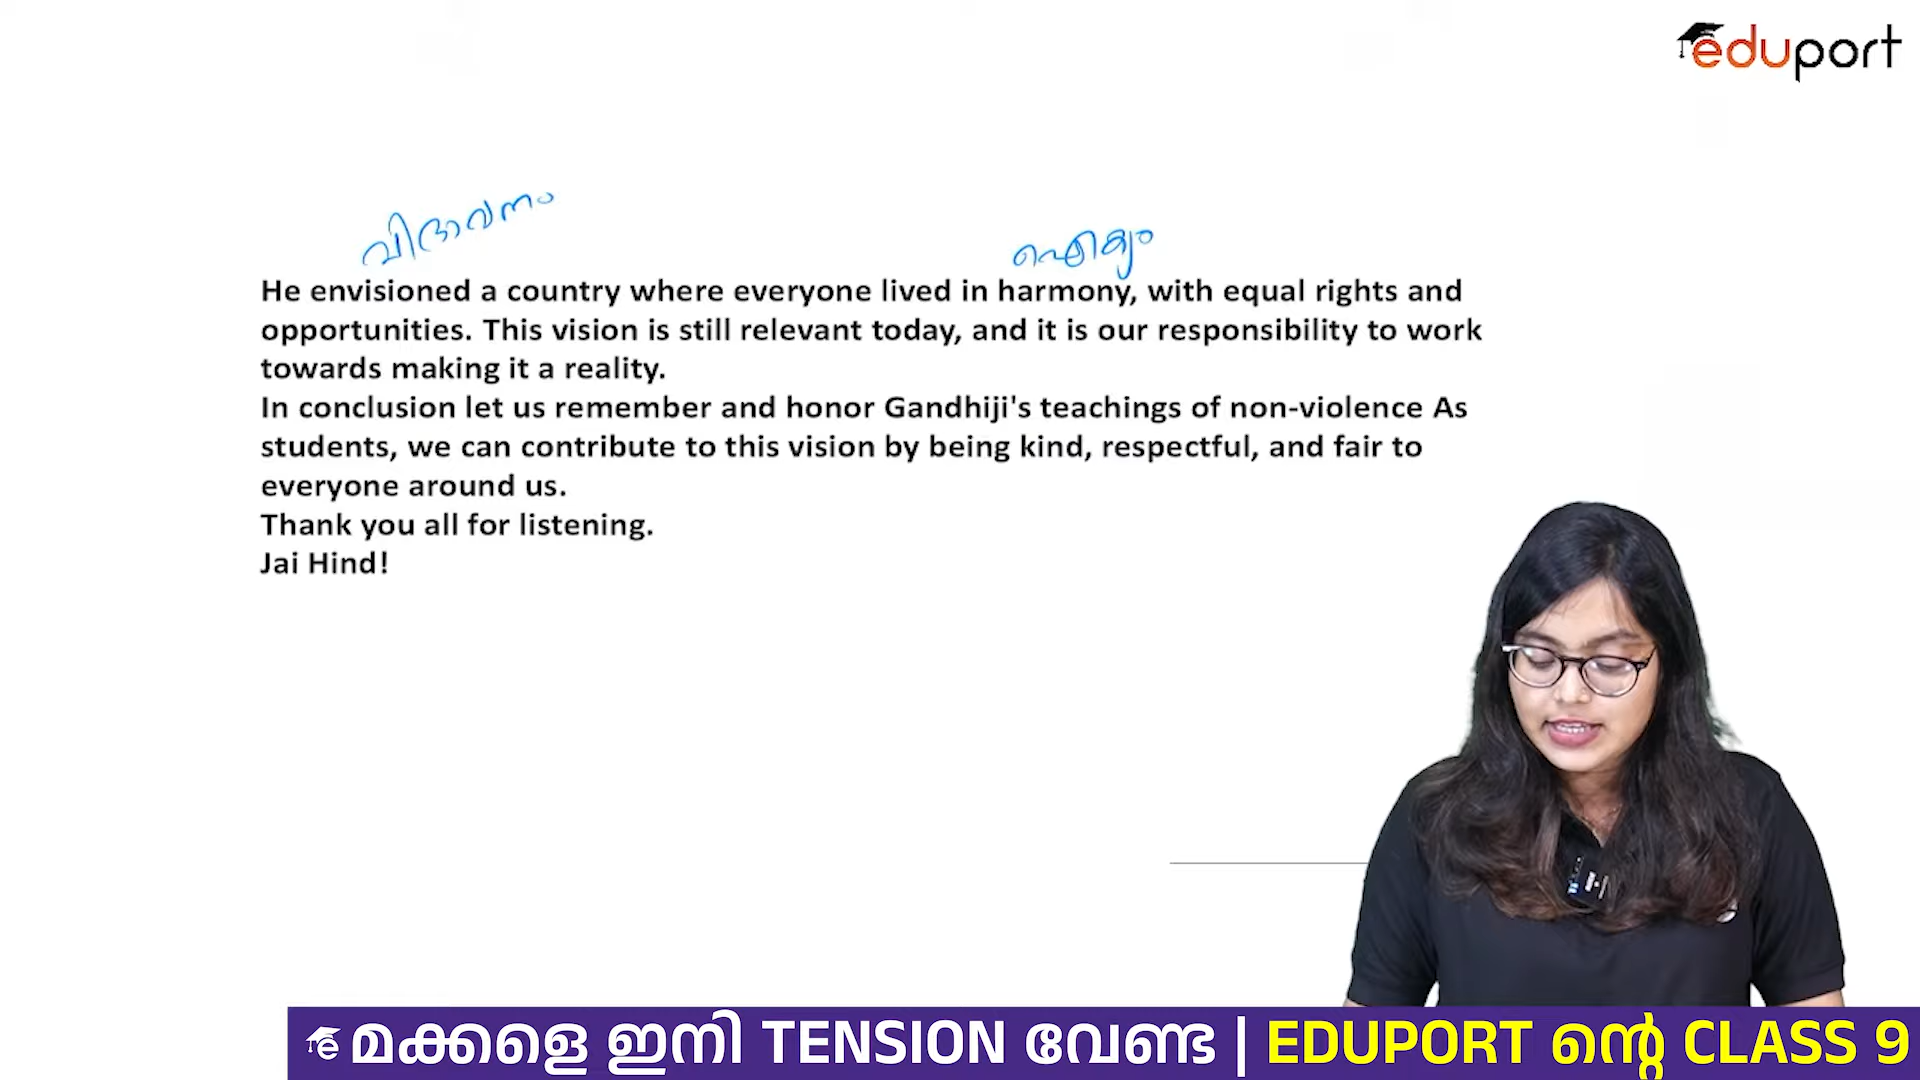 eduport
വിഭാവനം
ഐക്യം
He envisioned a country where everyone lived in harmony, with equal rights and
opportunities. This vision is still relevant today, and it is our responsibility to work
towards making it a reality.
In conclusion let us remember and honor Gandhiji's teachings of non-violence As
students, we can contribute to this vision by being kind, respectful, and fair to
everyone around us.
Thank you all for listening.
Jai Hind!
e മക്കളെ ഇനി TENSION വേണ്ട | EDUPORT ന്റെ CLASS 9